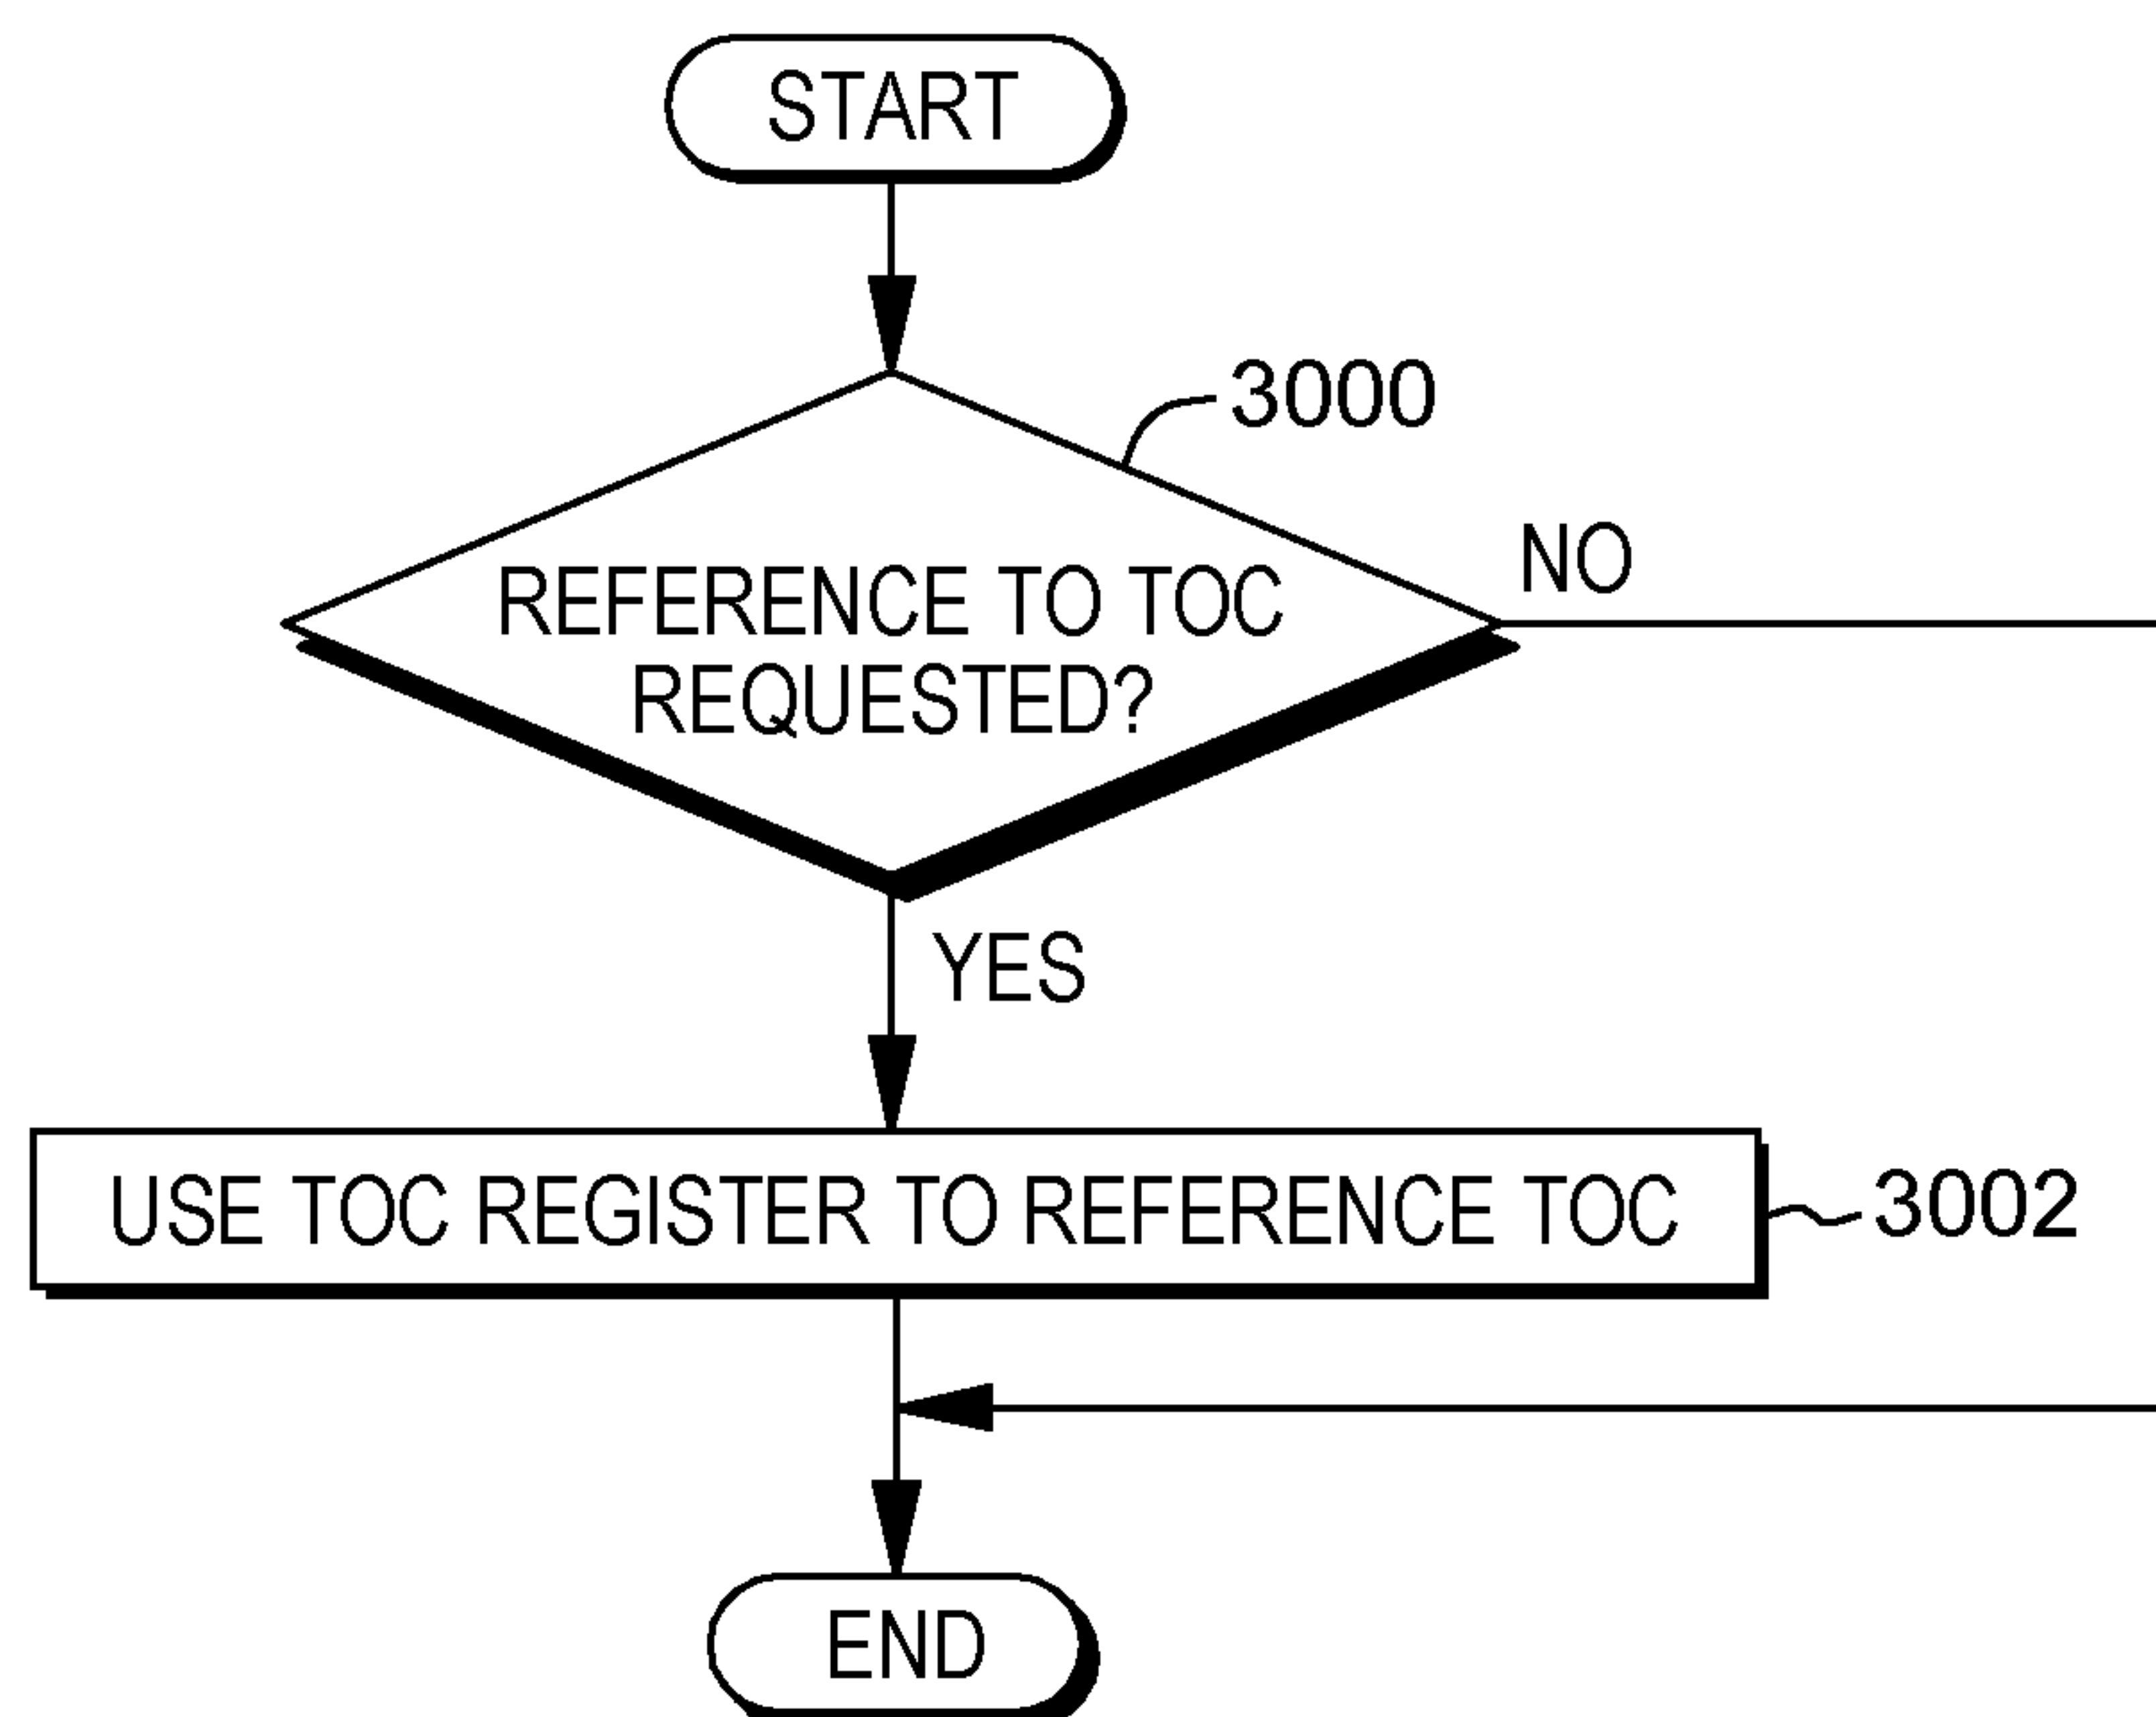 START
3000
NO
REFERENCE TO TOC
REQUESTED?
YES
USE TOC REGISTER TO REFERENCE TOC
3002
END